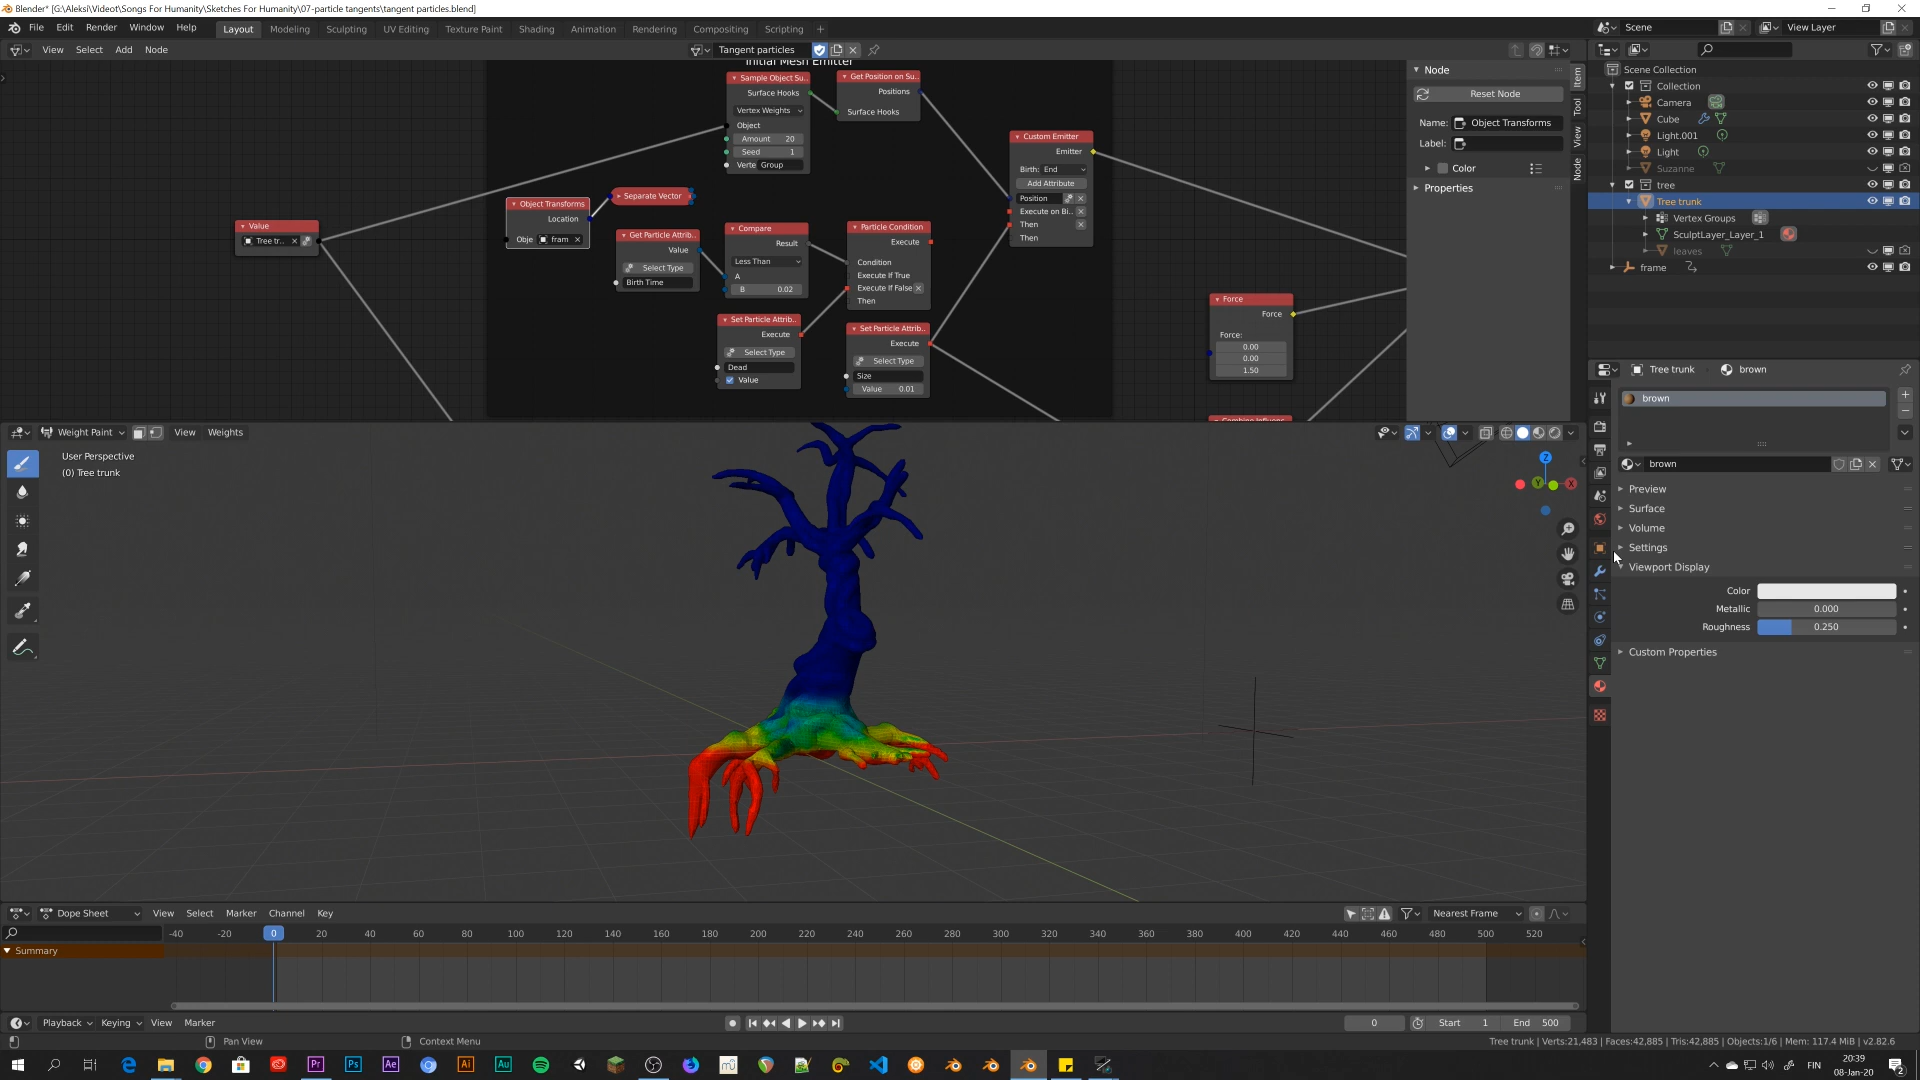 Blender* [G:\Aleksi\Videot\Songs For Humanity\Sketches For Humanity\07-particle tangents\tangent particles.blend]
File Edit Render Window Help
Layout Modeling Sculpting UV Editing Texture Paint Shading Animation Rendering Compositing Scripting +
Scene
View Layer
View Select Add Node
Tangent particles
Initial Mesh Emitter
Sample Object Su..
Surface Hooks
Vertex Weights
Object
Amount 20
Seed 1
Verte Group
Get Position on Su..
Positions
Surface Hooks
Custom Emitter
Emitter
Birth: End
Add Attribute
Position
Execute on Bi..
Then
Then
Object Transforms
Location
Obje fram
Separate Vector
Value
Tree tr..
Get Particle Attrib..
Value
Select Type
Birth Time
Compare
Result
Less Than
A
B 0.02
Particle Condition
Execute
Condition
Execute If True
Execute If False
Then
Set Particle Attrib..
Execute
Select Type
Dead
Value
Set Particle Attrib..
Execute
Select Type
Size
Value 0.01
Force
Force
Force:
0.00
0.00
1.50
Node
Reset Node
Name: Object Transforms
Label:
Color
Properties
Item
Tool
View
Node
Scene Collection
Collection
Camera
Cube
Light.001
Light
Suzanne
tree
Tree trunk
Vertex Groups
SculptLayer_Layer_1
leaves
frame
Tree trunk brown
brown
brown
Preview
Surface
Volume
Settings
Viewport Display
Color
Metallic 0.000
Roughness 0.250
Custom Properties
Weight Paint View Weights
User Perspective
(0) Tree trunk
Z
Y
X
Dope Sheet View Select Marker Channel Key
Nearest Frame
-40 -20 0 20 40 60 80 100 120 140 160 180 200 220 240 260 280 300 320 340 360 380 400 420 440 460 480 500 520
Summary
Playback Keying View Marker
0 Start 1 End 500
Pan View
Context Menu
Tree trunk | Verts:21,483 | Faces:42,885 | Tris:42,885 | Objects:1/6 | Mem: 117.4 MiB | v2.82.6
Pr Ps Ae Ai Au
FIN
20:39
08-Jan-20
2